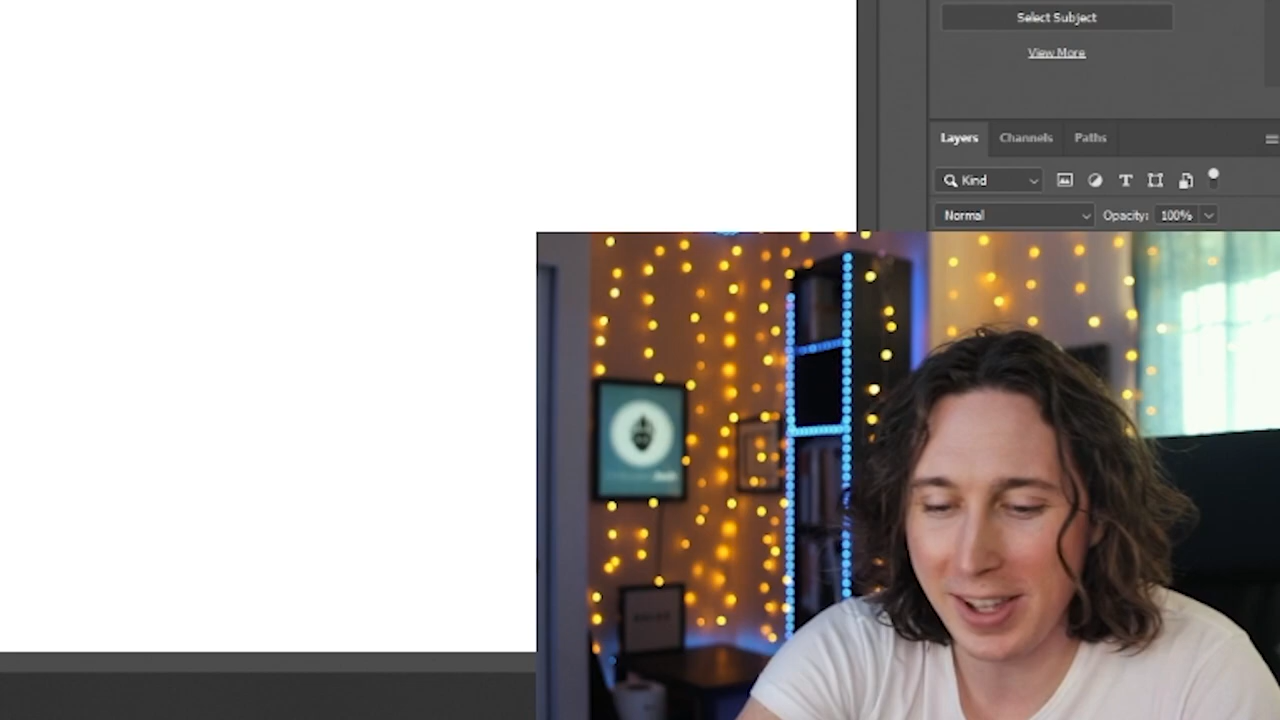 Select Subject
View More
Layers Channels Paths
Kind
Normal Opacity: 100%